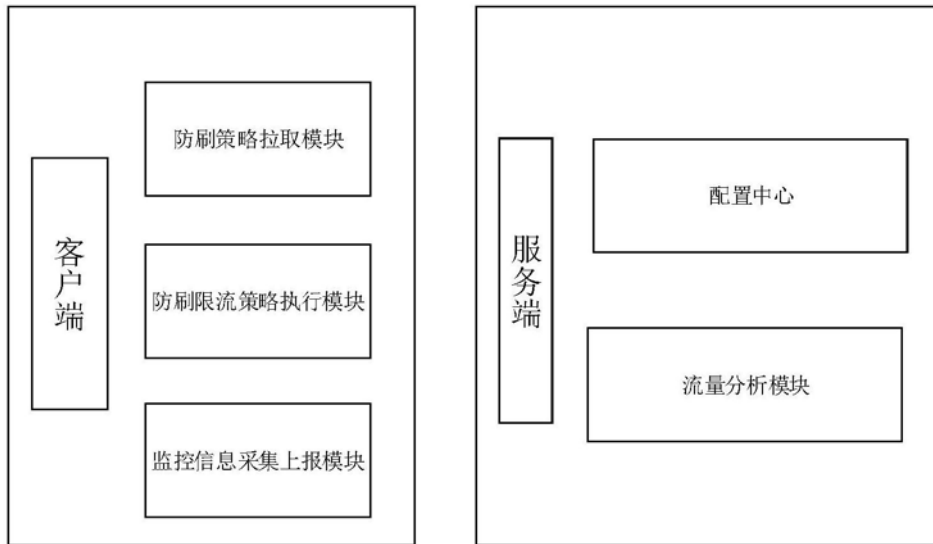 客户端
防刷策略拉取模块
防刷限流策略执行模块
监控信息采集上报模块
服务端
配置中心
流量分析模块